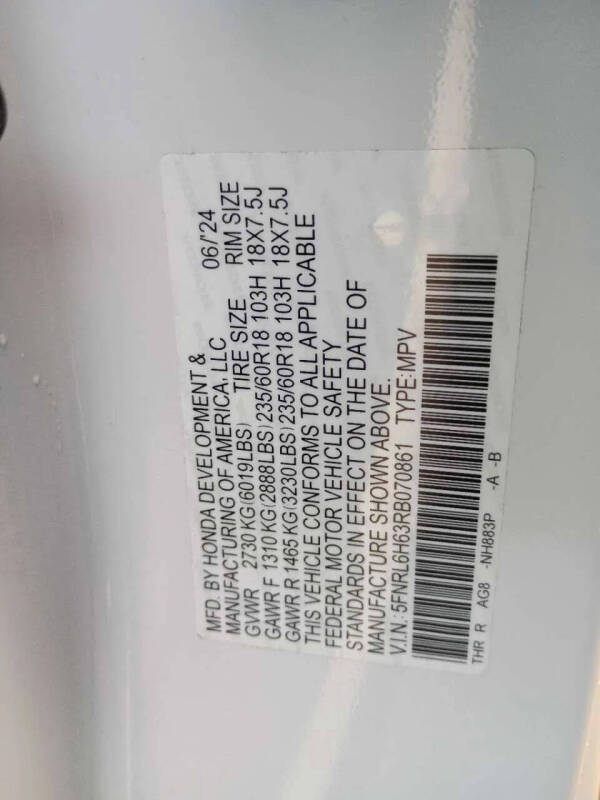 MFD. BY HONDA DEVELOPMENT & 06/'24
MANUFACTURING OF AMERICA, LLC
GVWR 2730 KG(6019LBS) TIRE SIZE RIM SIZE
GAWR F 1310 KG(2888LBS) 235/60R18 103H 18X7.5J
GAWR R 1465 KG(3230LBS) 235/60R18 103H 18X7.5J
THIS VEHICLE CONFORMS TO ALL APPLICABLE
FEDERAL MOTOR VEHICLE SAFETY
STANDARDS IN EFFECT ON THE DATE OF
MANUFACTURE SHOWN ABOVE.
V.I.N.: 5FNRL6H63RB070861 TYPE: MPV
THR R AG8 -NH883P -A -B